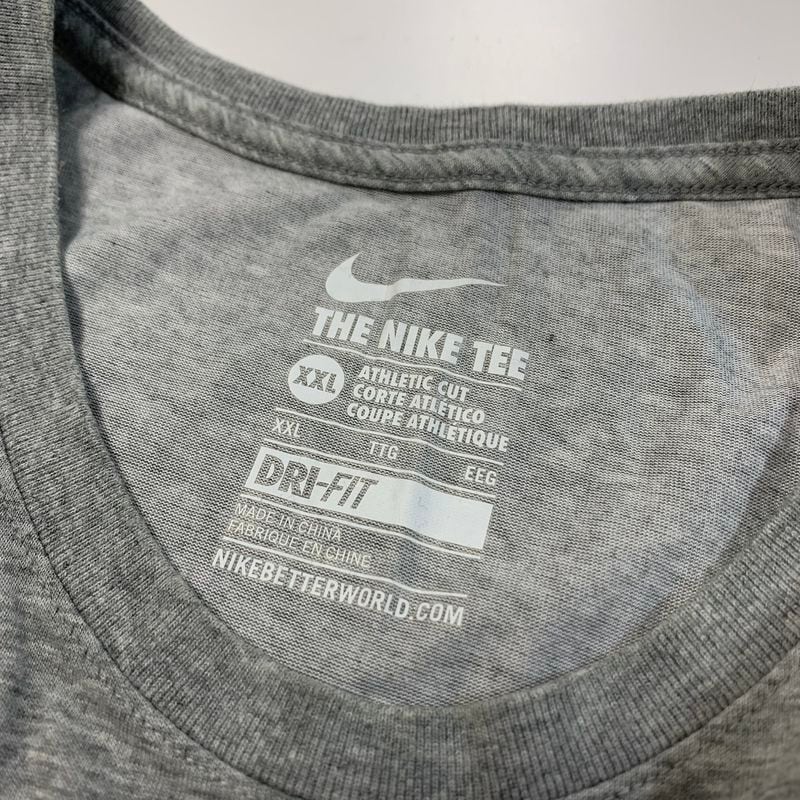 THE NIKE TEE
XXL
ATHLETIC CUT
CORTE ATLÉTICO
COUPE ATHLÉTIQUE
XXL TTG EEG
DRI-FIT
MADE IN CHINA
FABRIQUE EN CHINE
NIKEBETTERWORLD.COM